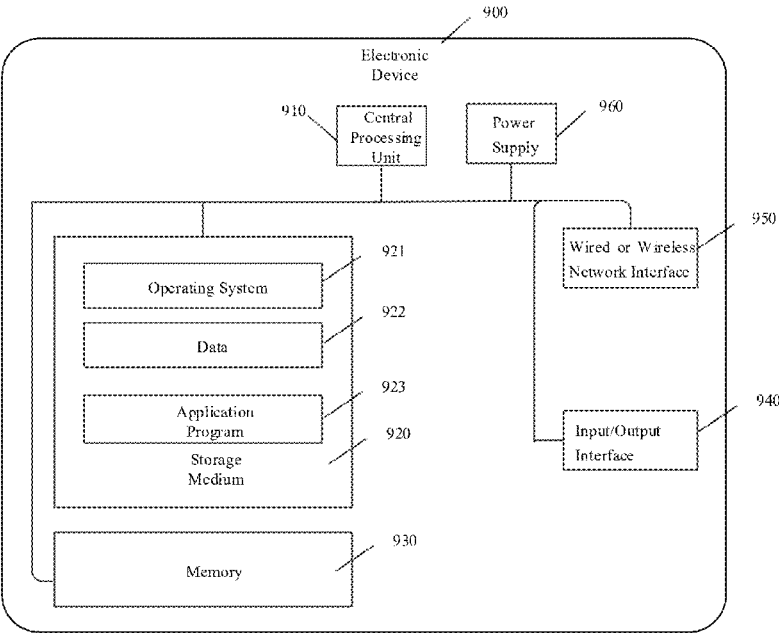 900
Electronic
Device
910
Central
Processing
Unit
Power
Supply
960
950
Wired or Wireless
Network Interface
921
Operating System
922
Data
923
Application
Program
920
Storage
Medium
940
Input/Output
Interface
930
Memory